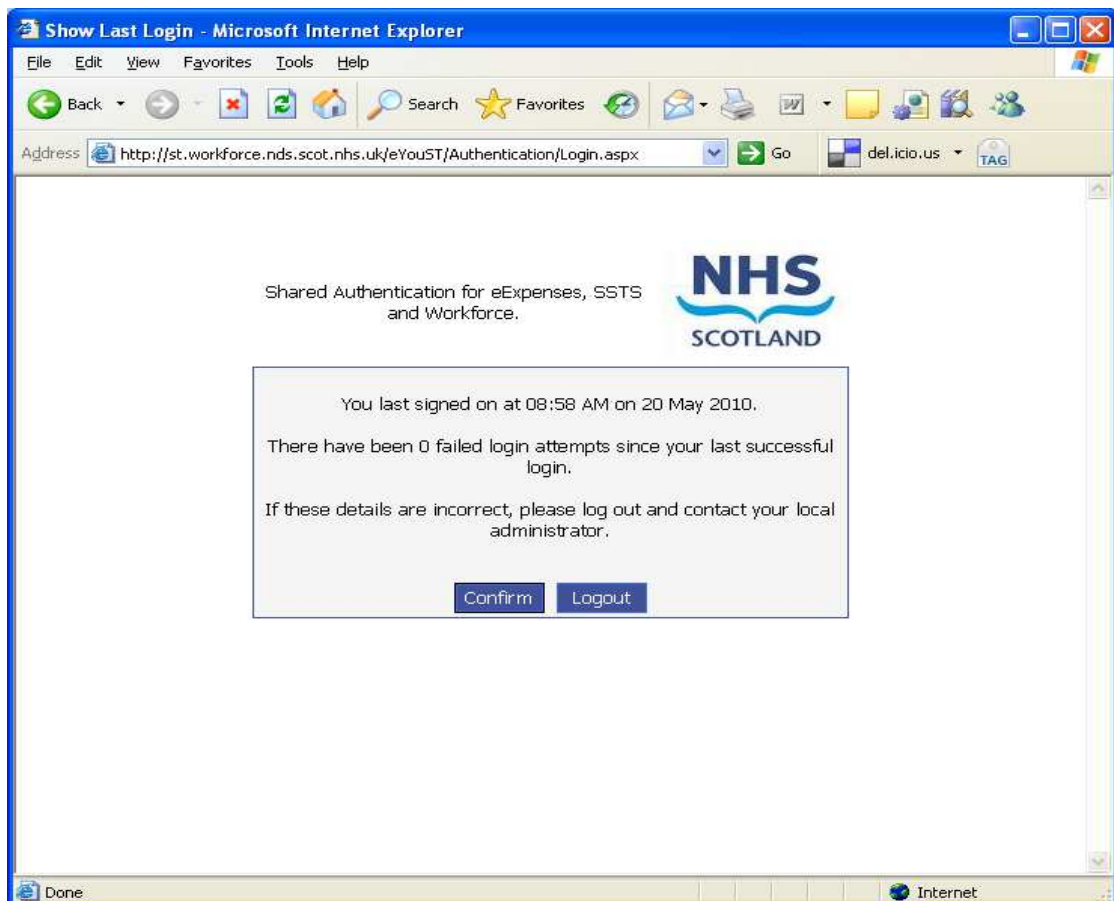 Show Last Login - Microsoft Internet Explorer
File Edit View Favorites Tools Help
Back Search Favorites W
Address http://st.workforce.nds.scot.nhs.uk/eYouST/Authentication/Login.aspx Go del.icio.us TAG
Shared Authentication for eExpenses, SSTS
and Workforce.
NHS
SCOTLAND
You last signed on at 08:58 AM on 20 May 2010.
There have been 0 failed login attempts since your last successful
login.
If these details are incorrect, please log out and contact your local
administrator.
Confirm Logout
Done Internet